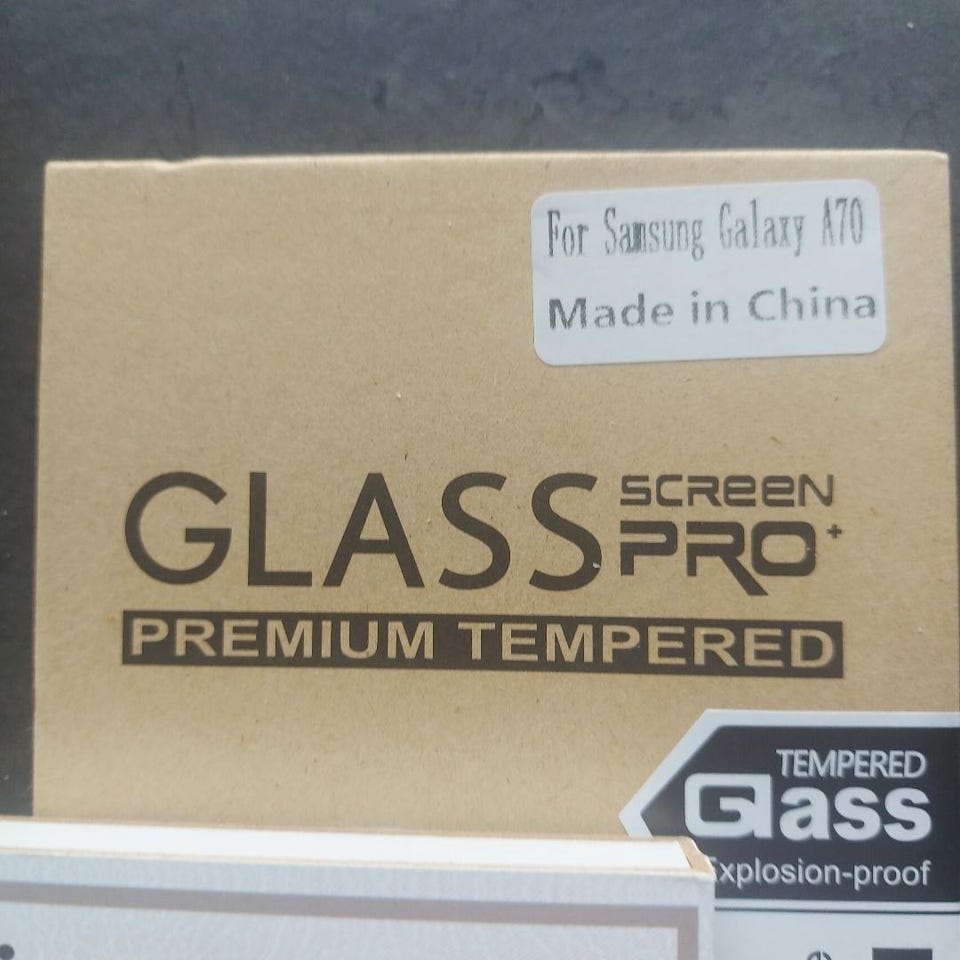 For Samsung Galaxy A70
Made in China
GLASS SCREEN PRO+
PREMIUM TEMPERED
TEMPERED
Glass
Explosion-proof